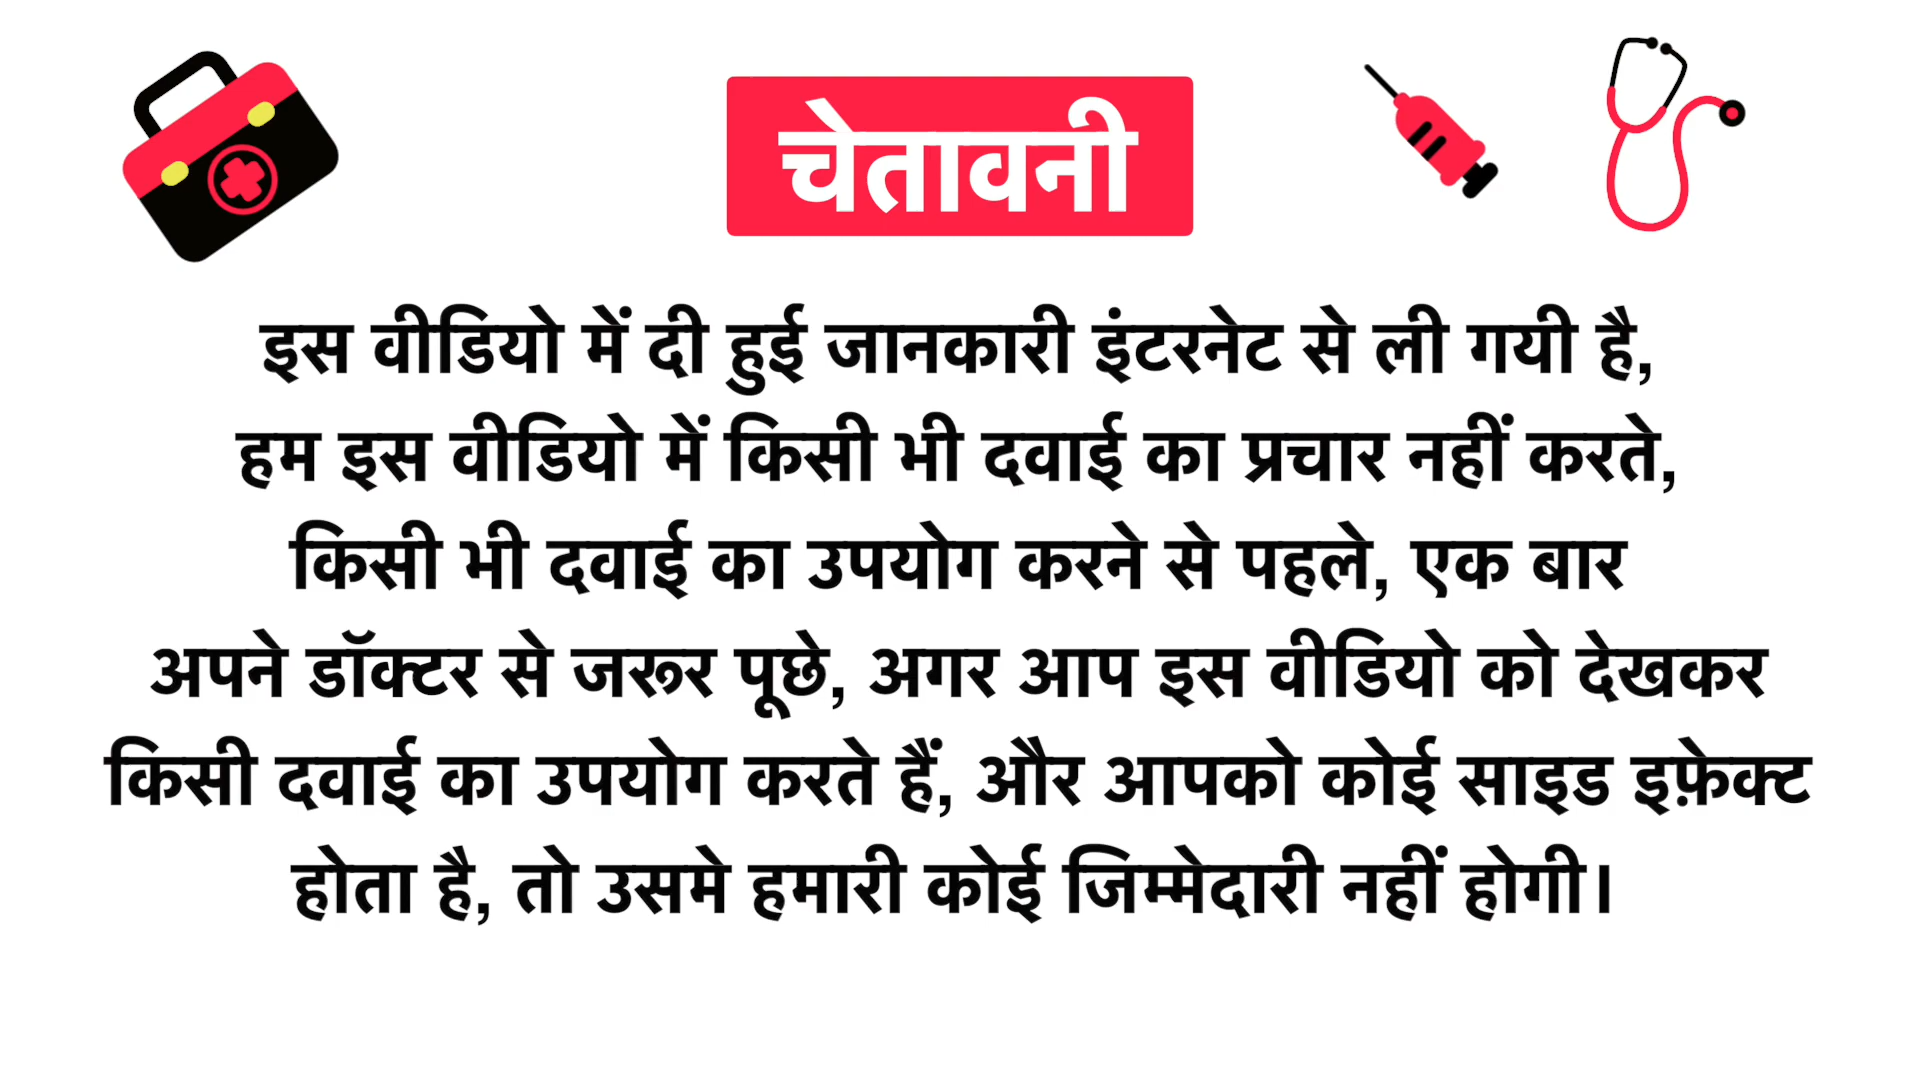 चेतावनी
इस वीडियो में दी हुई जानकारी इंटरनेट से ली गयी है,
हम इस वीडियो में किसी भी दवाई का प्रचार नहीं करते,
किसी भी दवाई का उपयोग करने से पहले, एक बार
अपने डॉक्टर से जरूर पूछे, अगर आप इस वीडियो को देखकर
किसी दवाई का उपयोग करते हैं, और आपको कोई साइड इफ़ेक्ट
होता है, तो उसमे हमारी कोई जिम्मेदारी नहीं होगी।